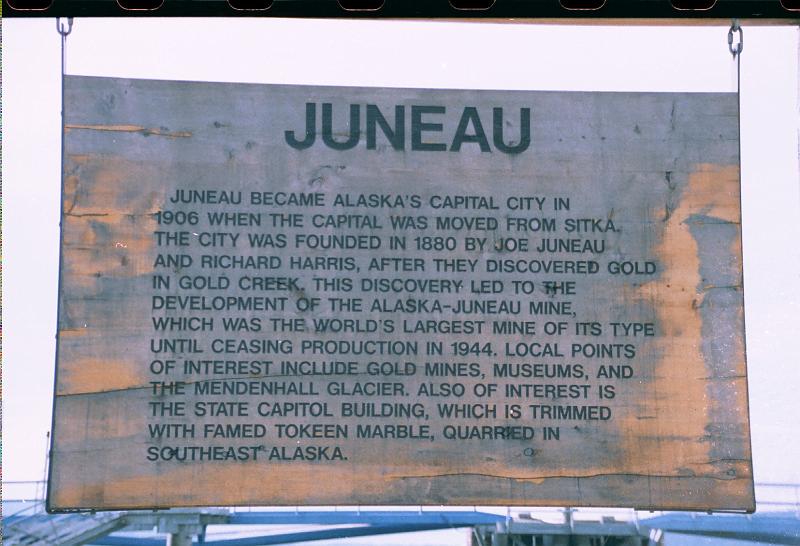 JUNEAU
JUNEAU BECAME ALASKA'S CAPITAL CITY IN
1906 WHEN THE CAPITAL WAS MOVED FROM SITKA.
THE CITY WAS FOUNDED IN 1880 BY JOE JUNEAU
AND RICHARD HARRIS, AFTER THEY DISCOVERED GOLD
IN GOLD CREEK. THIS DISCOVERY LED TO THE
DEVELOPMENT OF THE ALASKA-JUNEAU MINE,
WHICH WAS THE WORLD'S LARGEST MINE OF ITS TYPE
UNTIL CEASING PRODUCTION IN 1944. LOCAL POINTS
OF INTEREST INCLUDE GOLD MINES, MUSEUMS, AND
THE MENDENHALL GLACIER. ALSO OF INTEREST IS
THE STATE CAPITOL BUILDING, WHICH IS TRIMMED
WITH FAMED TOKEEN MARBLE, QUARRIED IN
SOUTHEAST ALASKA.